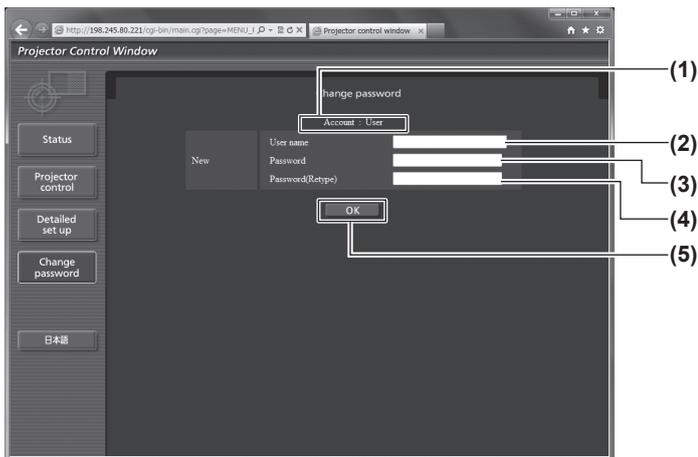 http://198.245.80.221/cgi-bin/main.cgi?page=MENU_
Projector control window
Projector Control Window
(1)
Change password
Account : User
Status
User name
(2)
New
Password
(3)
Projector
control
Password(Retype)
(4)
Detailed
set up
OK
(5)
Change
password
日本語